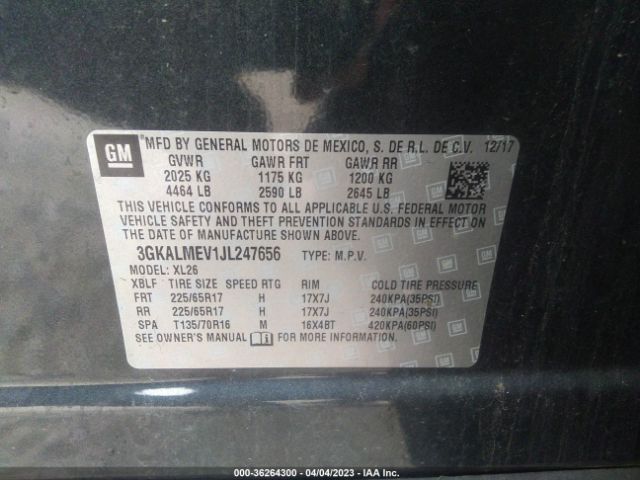 GM
MFD BY GENERAL MOTORS DE MEXICO, S. DE R.L. DE C.V. 12/17
GVWR GAWR FRT GAWR RR
2025 KG 1175 KG 1200 KG
4464 LB 2590 LB 2645 LB
THIS VEHICLE CONFORMS TO ALL APPLICABLE U.S. FEDERAL MOTOR
VEHICLE SAFETY AND THEFT PREVENTION STANDARDS IN EFFECT ON
THE DATE OF MANUFACTURE SHOWN ABOVE.
3GKALMEV1JL247656 TYPE: M.P.V.
MODEL: XL26
XBLF TIRE SIZE SPEED RTG RIM COLD TIRE PRESSURE
FRT 225/65R17 H 17X7J 240KPA(35PSI)
RR 225/65R17 H 17X7J 240KPA(35PSI)
SPA T135/70R16 M 16X4BT 420KPA(60PSI)
SEE OWNER'S MANUAL FOR MORE INFORMATION.
000-36264300 - 04/04/2023 - IAA Inc.